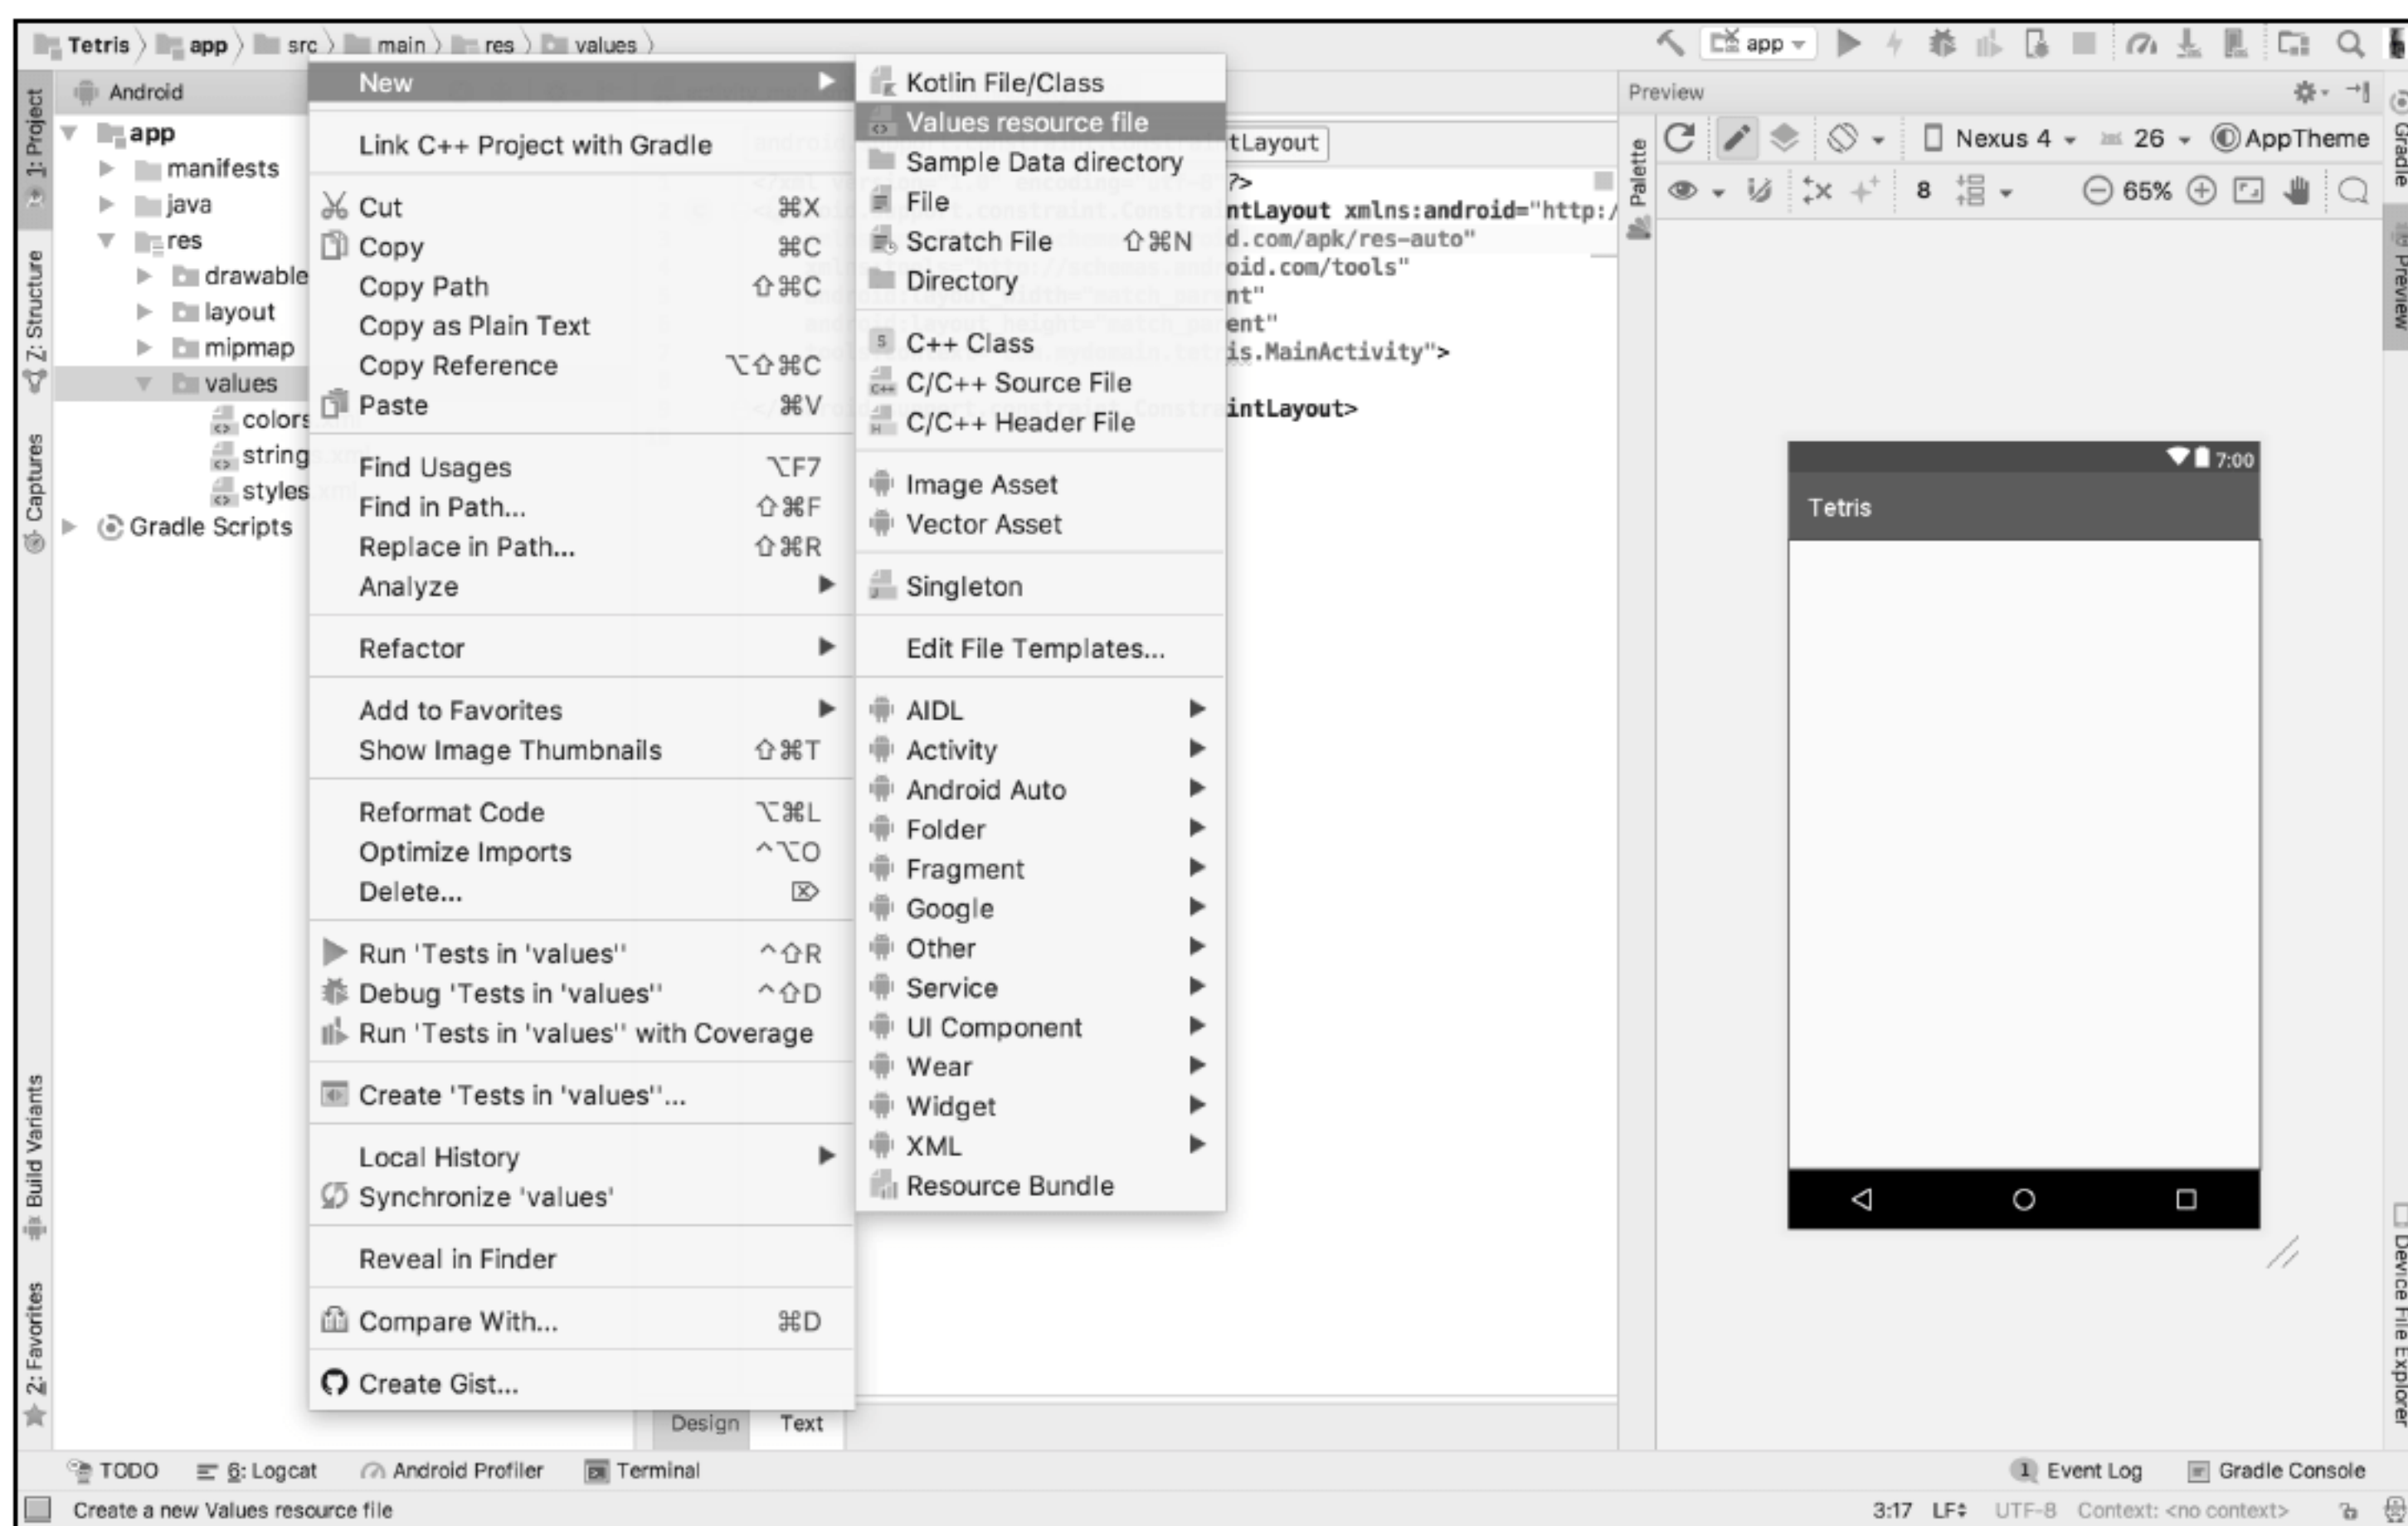 Tetris app src main res values
app
1: Project
Z: Structure
Captures
Build Variants
2: Favorites
Android
app
manifests
java
res
drawable
layout
mipmap
values
colors
strings.xml
styles.xml
Gradle Scripts
New
Link C++ Project with Gradle
Cut ⌘X
Copy ⌘C
Copy Path ⇧⌘C
Copy as Plain Text
Copy Reference ⌥⇧⌘C
Paste ⌘V
Find Usages ⌥F7
Find in Path... ⇧⌘F
Replace in Path... ⇧⌘R
Analyze
Refactor
Add to Favorites
Show Image Thumbnails ⇧⌘T
Reformat Code ⌥⌘L
Optimize Imports ^⌥O
Delete... ⌦
Run 'Tests in 'values'' ^⇧R
Debug 'Tests in 'values'' ^⇧D
Run 'Tests in 'values'' with Coverage
Create 'Tests in 'values''...
Local History
Synchronize 'values'
Reveal in Finder
Compare With... ⌘D
Create Gist...
Kotlin File/Class
Values resource file
Sample Data directory
File
Scratch File ⇧⌘N
Directory
C++ Class
C/C++ Source File
C/C++ Header File
Image Asset
Vector Asset
Singleton
Edit File Templates...
AIDL
Activity
Android Auto
Folder
Fragment
Google
Other
Service
UI Component
Wear
Widget
XML
Resource Bundle
tLayout
?>
ntLayout xmlns:android="http:/
d.com/apk/res-auto"
oid.com/tools"
nt"
ent"
is.MainActivity">
intLayout>
Design Text
Preview
Palette
Nexus 4 26 AppTheme
8 65%
7:00
Tetris
Gradle
Preview
Device File Explorer
TODO 6: Logcat Android Profiler Terminal
1 Event Log Gradle Console
Create a new Values resource file
3:17 LF UTF-8 Context: <no context>